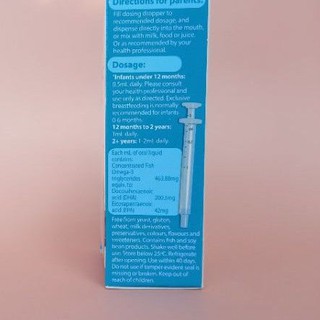 Directions for parents:
Fill dosing dropper to
recommended dosage, and
dispense directly into the mouth,
or mix with milk, food or juice.
Or as recommended by your
health professional.
Dosage:
*Infants under 12 months:
0.5mL daily. Please consult
your health professional and
use only as directed. Exclusive
breastfeeding is normally
recommended for infants
0-6 months.
12 months to 2 years:
1mL daily.
2+ years: 1-2mL daily.
Each mL of oral liquid
contains:
Concentrated Fish
Omega-3
triglycerides 463.88mg
equiv. to:
Docosahexaenoic
acid (DHA) 200.2mg
Eicosapentaenoic
acid (EPA) 92mg
Free from yeast, gluten,
wheat, milk derivatives,
preservatives, colours, flavours and
sweeteners. Contains fish and soy
bean products. Shake well before
use. Store below 25°C. Refrigerate
after opening. Use within 45 days.
Do not use if tamper evident seal is
missing or broken. Keep out of
reach of children.